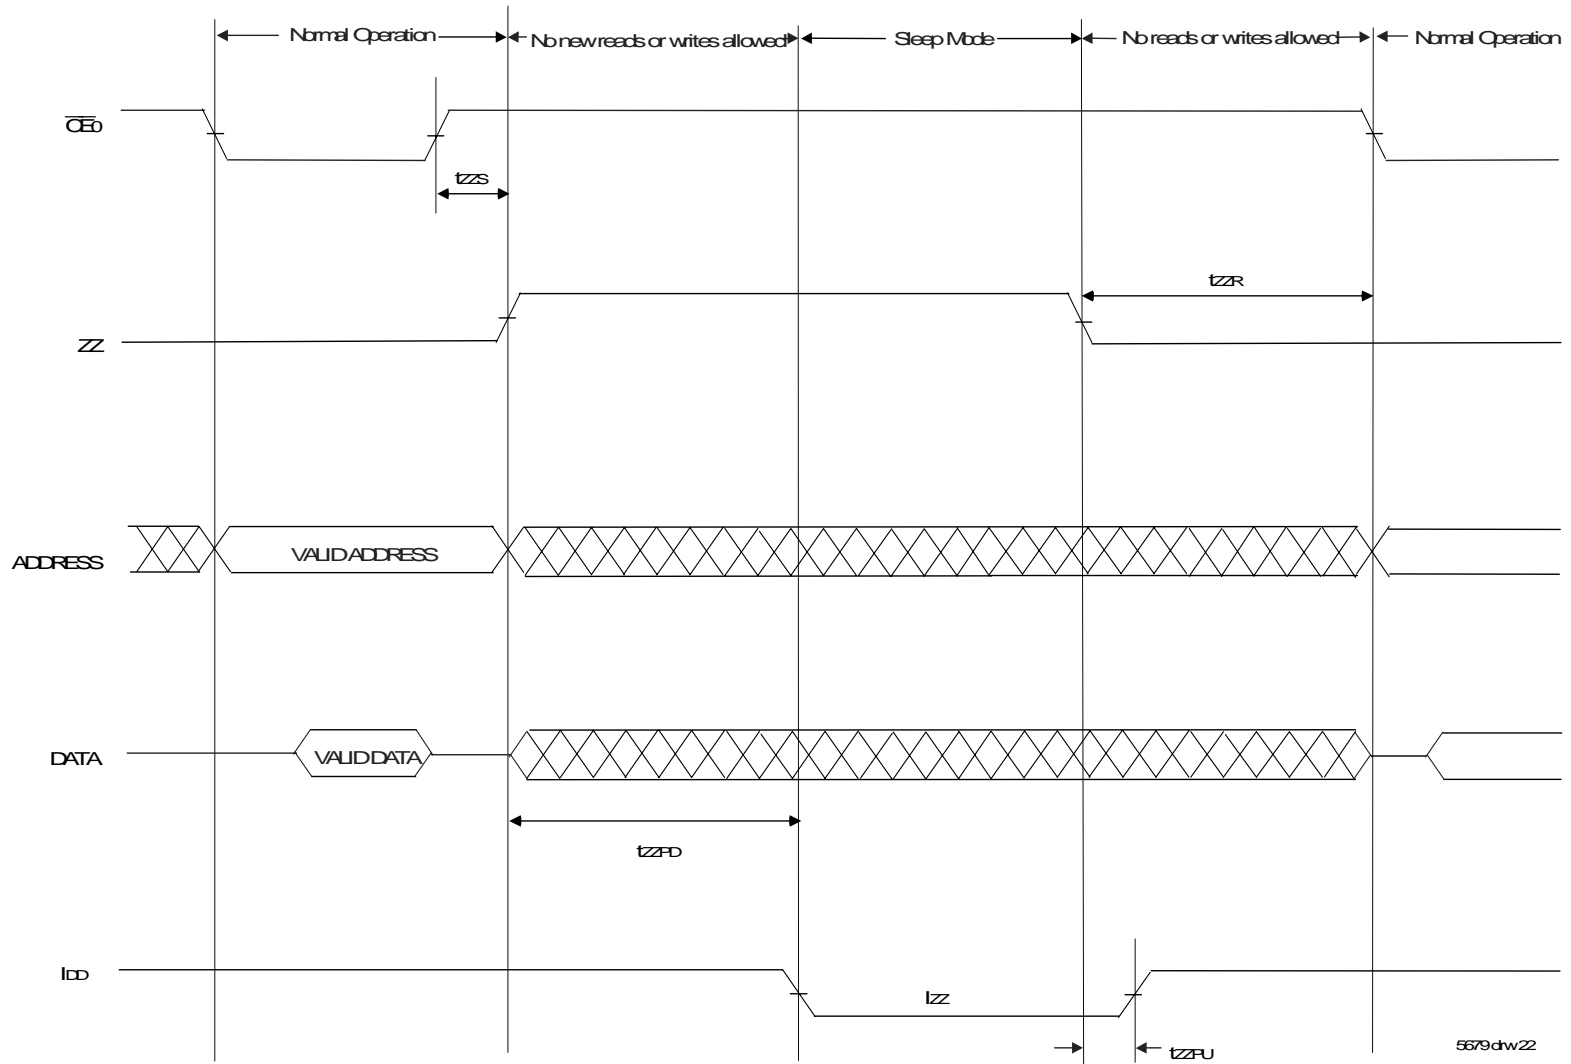 Normal Operation
No new reads or writes allowed
Sleep Mode
No reads or writes allowed
Normal Operation
CE0
tZZS
tZZR
ZZ
ADDRESS
VALID ADDRESS
DATA
VALID DATA
tZZPD
IDD
IZZ
tZZPU
5679 drw 22